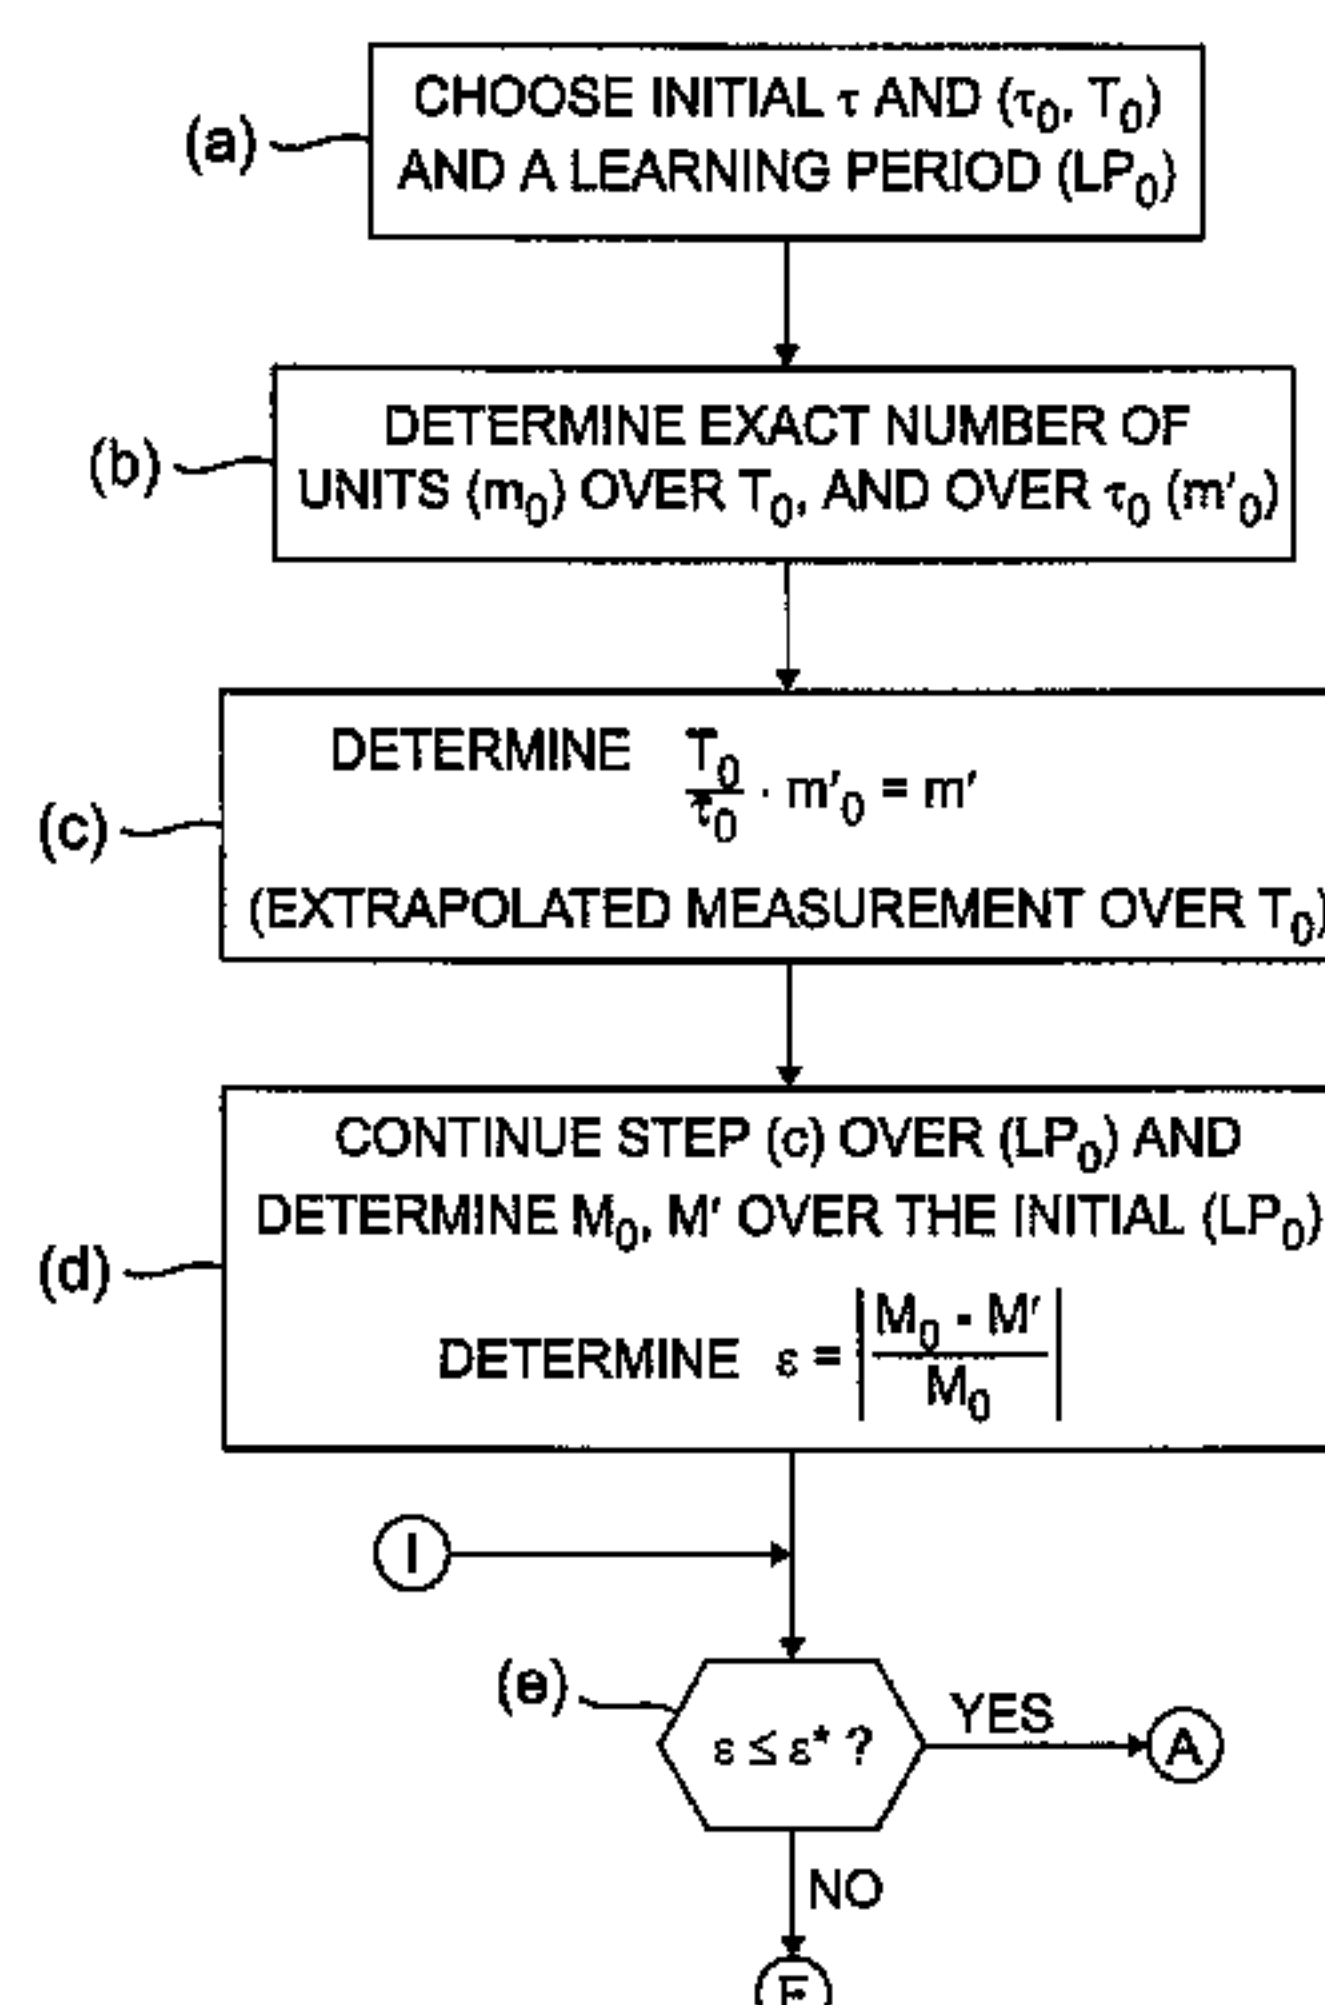 (a)
CHOOSE INITIAL τ AND (τ₀, T₀)
AND A LEARNING PERIOD (LP₀)
(b)
DETERMINE EXACT NUMBER OF
UNITS (m₀) OVER T₀, AND OVER τ₀ (m'₀)
(c)
DETERMINE T₀/τ₀ · m'₀ = m'
(EXTRAPOLATED MEASUREMENT OVER T₀)
(d)
CONTINUE STEP (c) OVER (LP₀) AND
DETERMINE M₀, M' OVER THE INITIAL (LP₀)
DETERMINE ε = |(M₀ - M')/M₀|
I
(e)
ε ≤ ε* ?
YES
A
NO